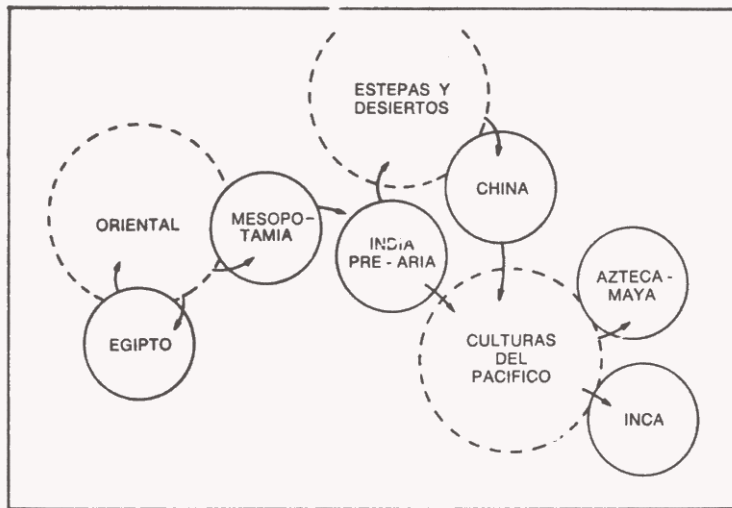 ESTEPAS Y
DESIERTOS
CHINA
ORIENTAL
MESOPO-
TAMIA
INDIA
PRE-ARIA
AZTECA-
MAYA
EGIPTO
CULTURAS
DEL
PACIFICO
INCA